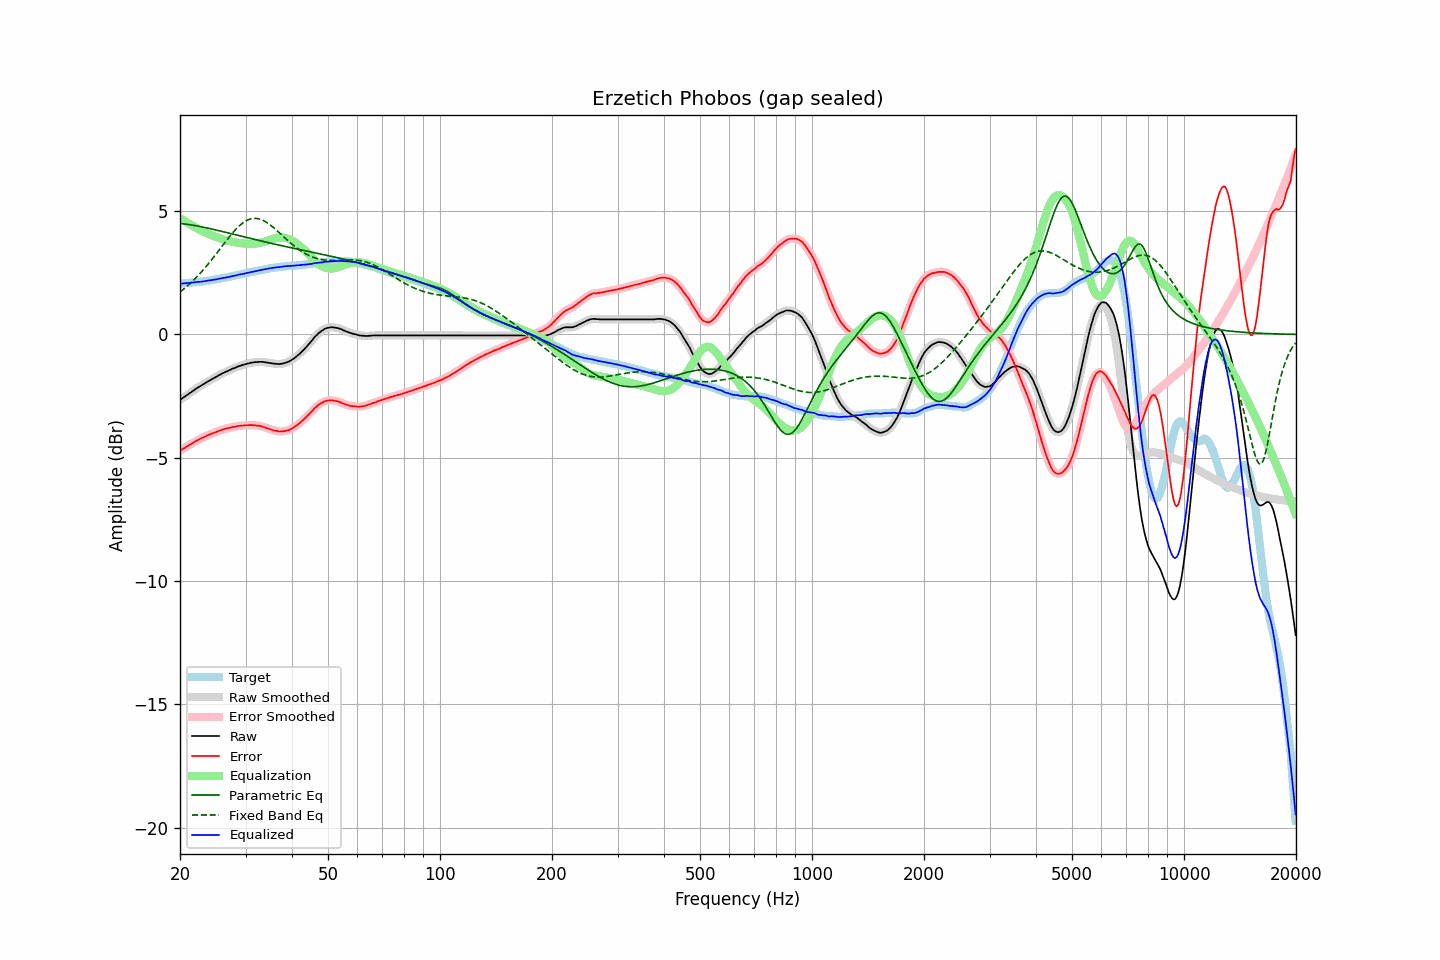 Erzetich Phobos (gap sealed)
Amplitude (dBr)
5
0
−5
−10
−15
−20
Target
Raw Smoothed
Error Smoothed
Raw
Error
Equalization
Parametric Eq
Fixed Band Eq
Equalized
20 50 100 200 500 1000 2000 5000 10000 20000
Frequency (Hz)